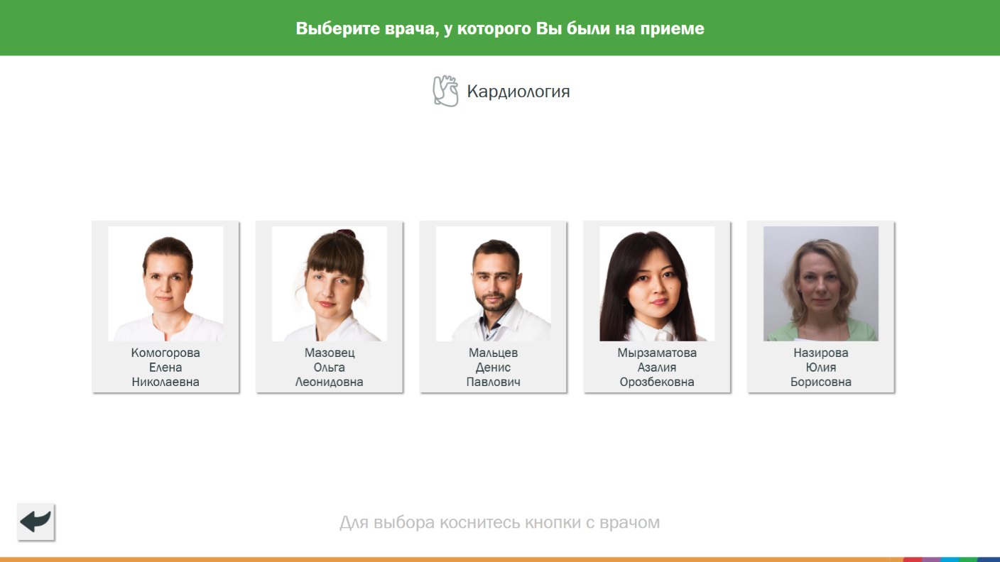 Выберите врача, у которого Вы были на приеме
Кардиология
Комогорова
Елена
Николаевна
Мазовец
Ольга
Леонидовна
Мальцев
Денис
Павлович
Мырзаматова
Азалия
Орозбековна
Назирова
Юлия
Борисовна
Для выбора коснитесь кнопки с врачом